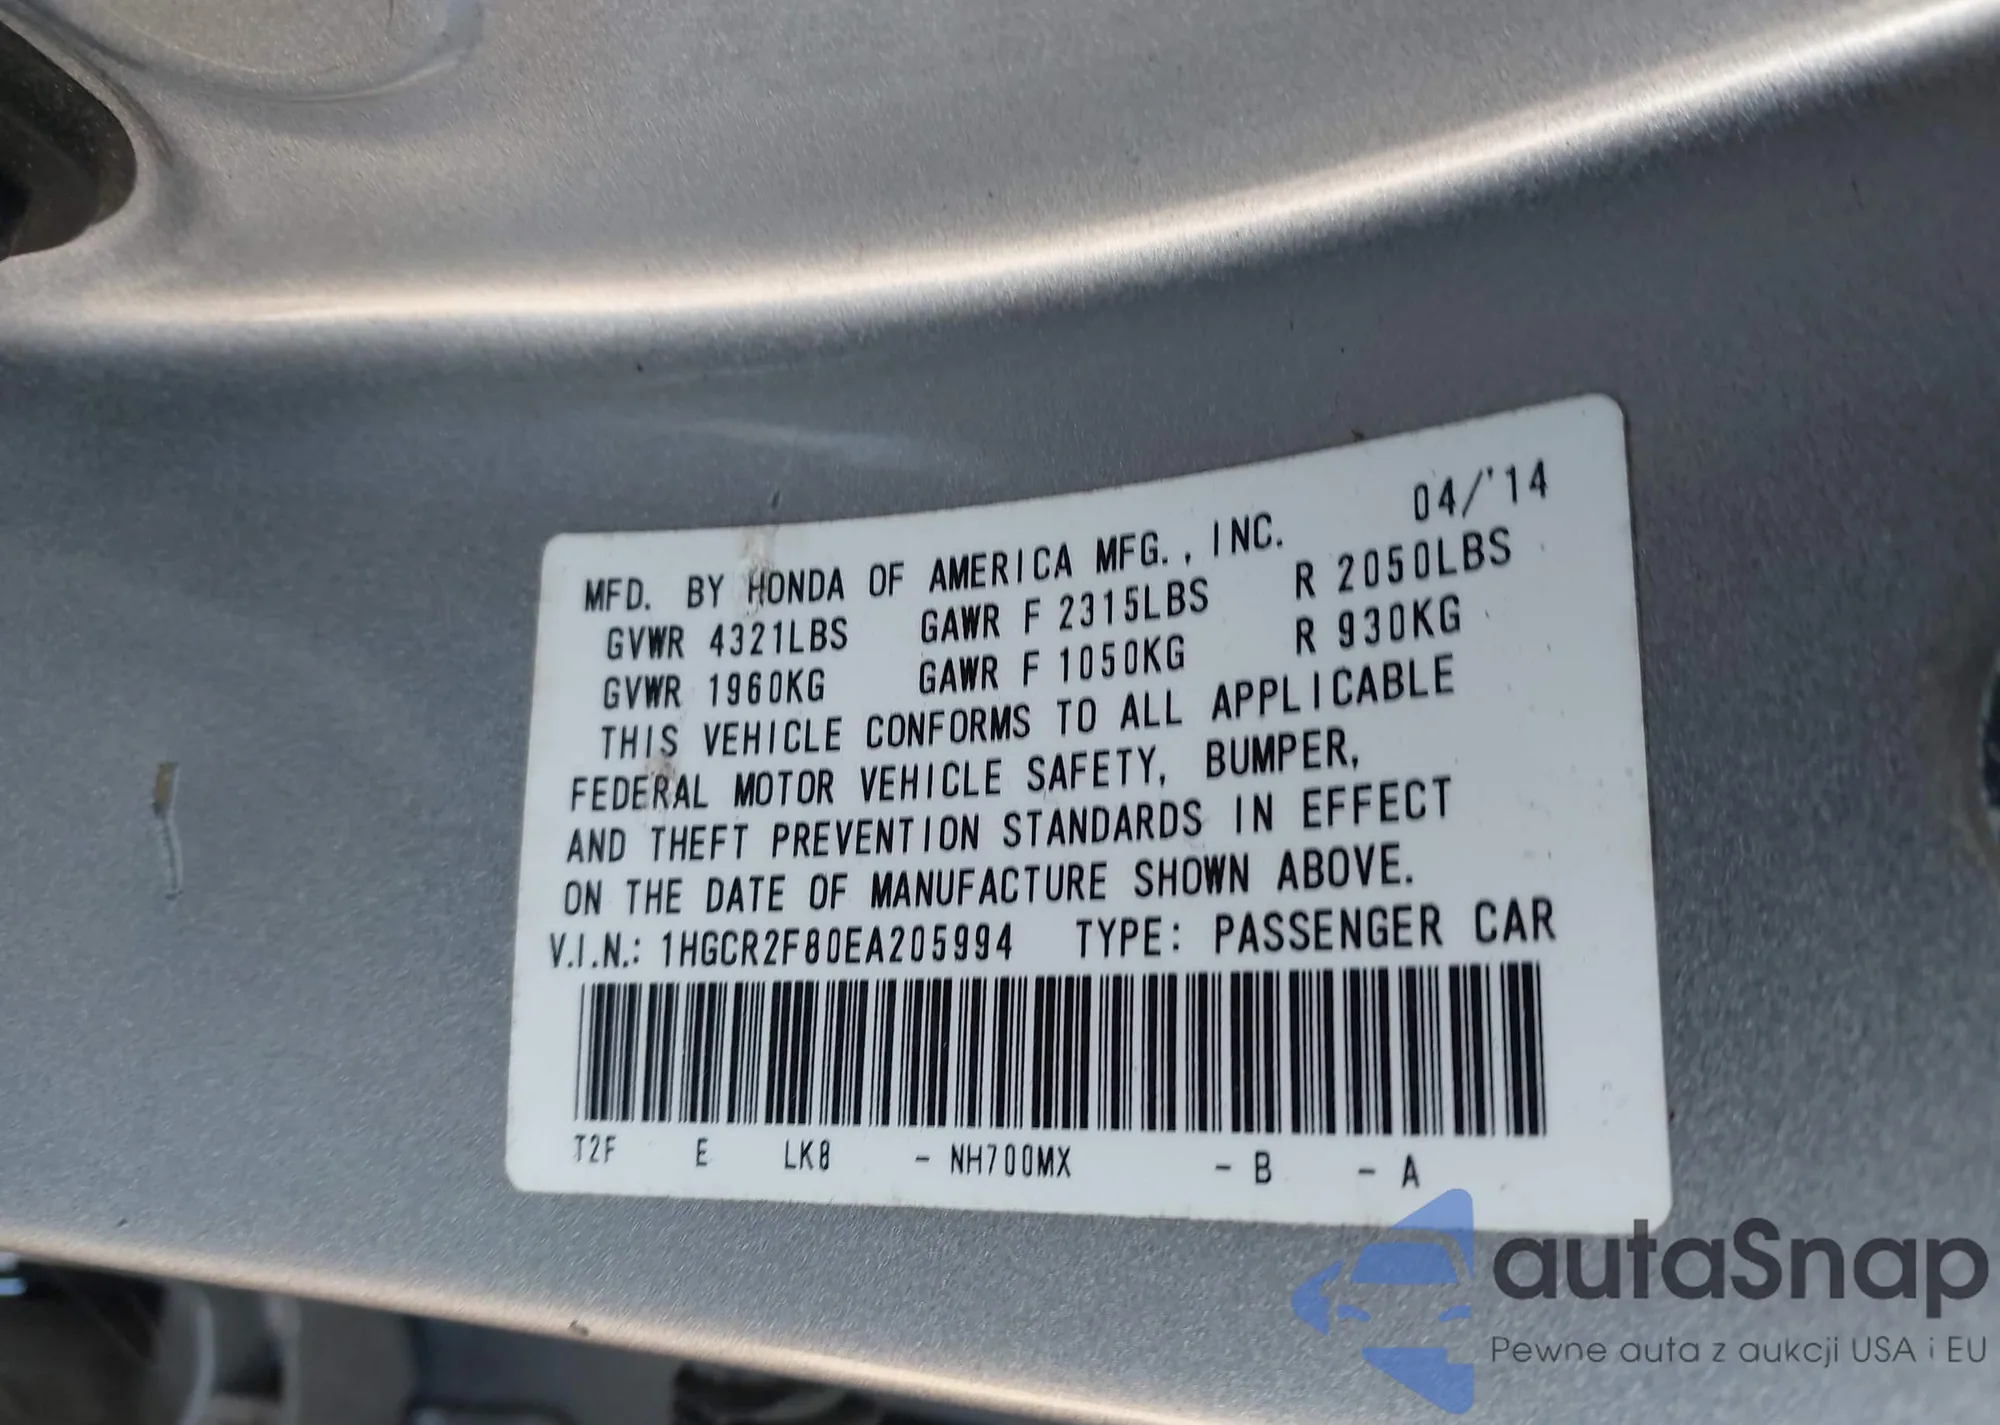 04/'14
MFD. BY HONDA OF AMERICA MFG., INC.
GVWR 4321LBS GAWR F 2315LBS R 2050LBS
GVWR 1960KG GAWR F 1050KG R 930KG
THIS VEHICLE CONFORMS TO ALL APPLICABLE
FEDERAL MOTOR VEHICLE SAFETY, BUMPER,
AND THEFT PREVENTION STANDARDS IN EFFECT
ON THE DATE OF MANUFACTURE SHOWN ABOVE.
V.I.N.: 1HGCR2F80EA205994 TYPE: PASSENGER CAR
T2F E LK8 - NH700MX - B - A
autaSnap
Pewne auta z aukcji USA i EU